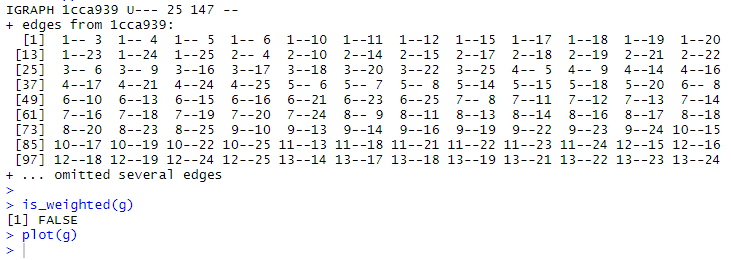 IGRAPH 1cca939 U--- 25 147 --
+ edges from 1cca939:
[1] 1-- 3 1-- 4 1-- 5 1-- 6 1--10 1--11 1--12 1--15 1--17 1--18 1--19 1--20
[13] 1--23 1--24 1--25 2-- 4 2--10 2--14 2--15 2--17 2--18 2--19 2--21 2--22
[25] 3-- 6 3-- 9 3--16 3--17 3--18 3--20 3--22 3--25 4-- 5 4-- 9 4--14 4--16
[37] 4--17 4--21 4--24 4--25 5-- 6 5-- 7 5-- 8 5--14 5--15 5--18 5--20 6-- 8
[49] 6--10 6--13 6--15 6--16 6--21 6--23 6--25 7-- 8 7--11 7--12 7--13 7--14
[61] 7--16 7--18 7--19 7--20 7--24 8-- 9 8--11 8--13 8--14 8--16 8--17 8--18
[73] 8--20 8--23 8--25 9--10 9--13 9--14 9--16 9--19 9--22 9--23 9--24 10--15
[85] 10--17 10--19 10--22 10--25 11--13 11--18 11--21 11--22 11--23 11--24 12--15 12--16
[97] 12--18 12--19 12--24 12--25 13--14 13--17 13--18 13--19 13--21 13--22 13--23 13--24
+ ... omitted several edges
>
> is_weighted(g)
[1] FALSE
> plot(g)
>